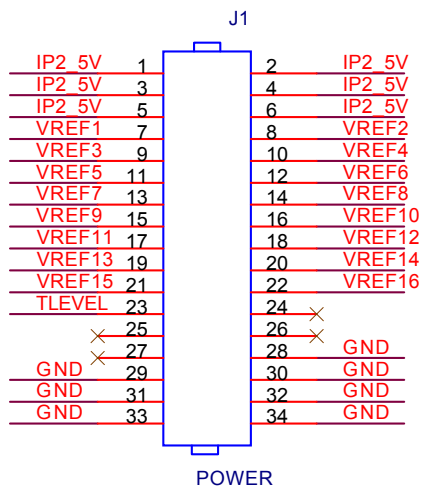 J1
IP2_5V 1 2 IP2_5V
IP2_5V 3 4 IP2_5V
IP2_5V 5 6 IP2_5V
VREF1 7 8 VREF2
VREF3 9 10 VREF4
VREF5 11 12 VREF6
VREF7 13 14 VREF8
VREF9 15 16 VREF10
VREF11 17 18 VREF12
VREF13 19 20 VREF14
VREF15 21 22 VREF16
TLEVEL 23 24
25 26
27 28 GND
GND 29 30 GND
GND 31 32 GND
GND 33 34 GND
POWER